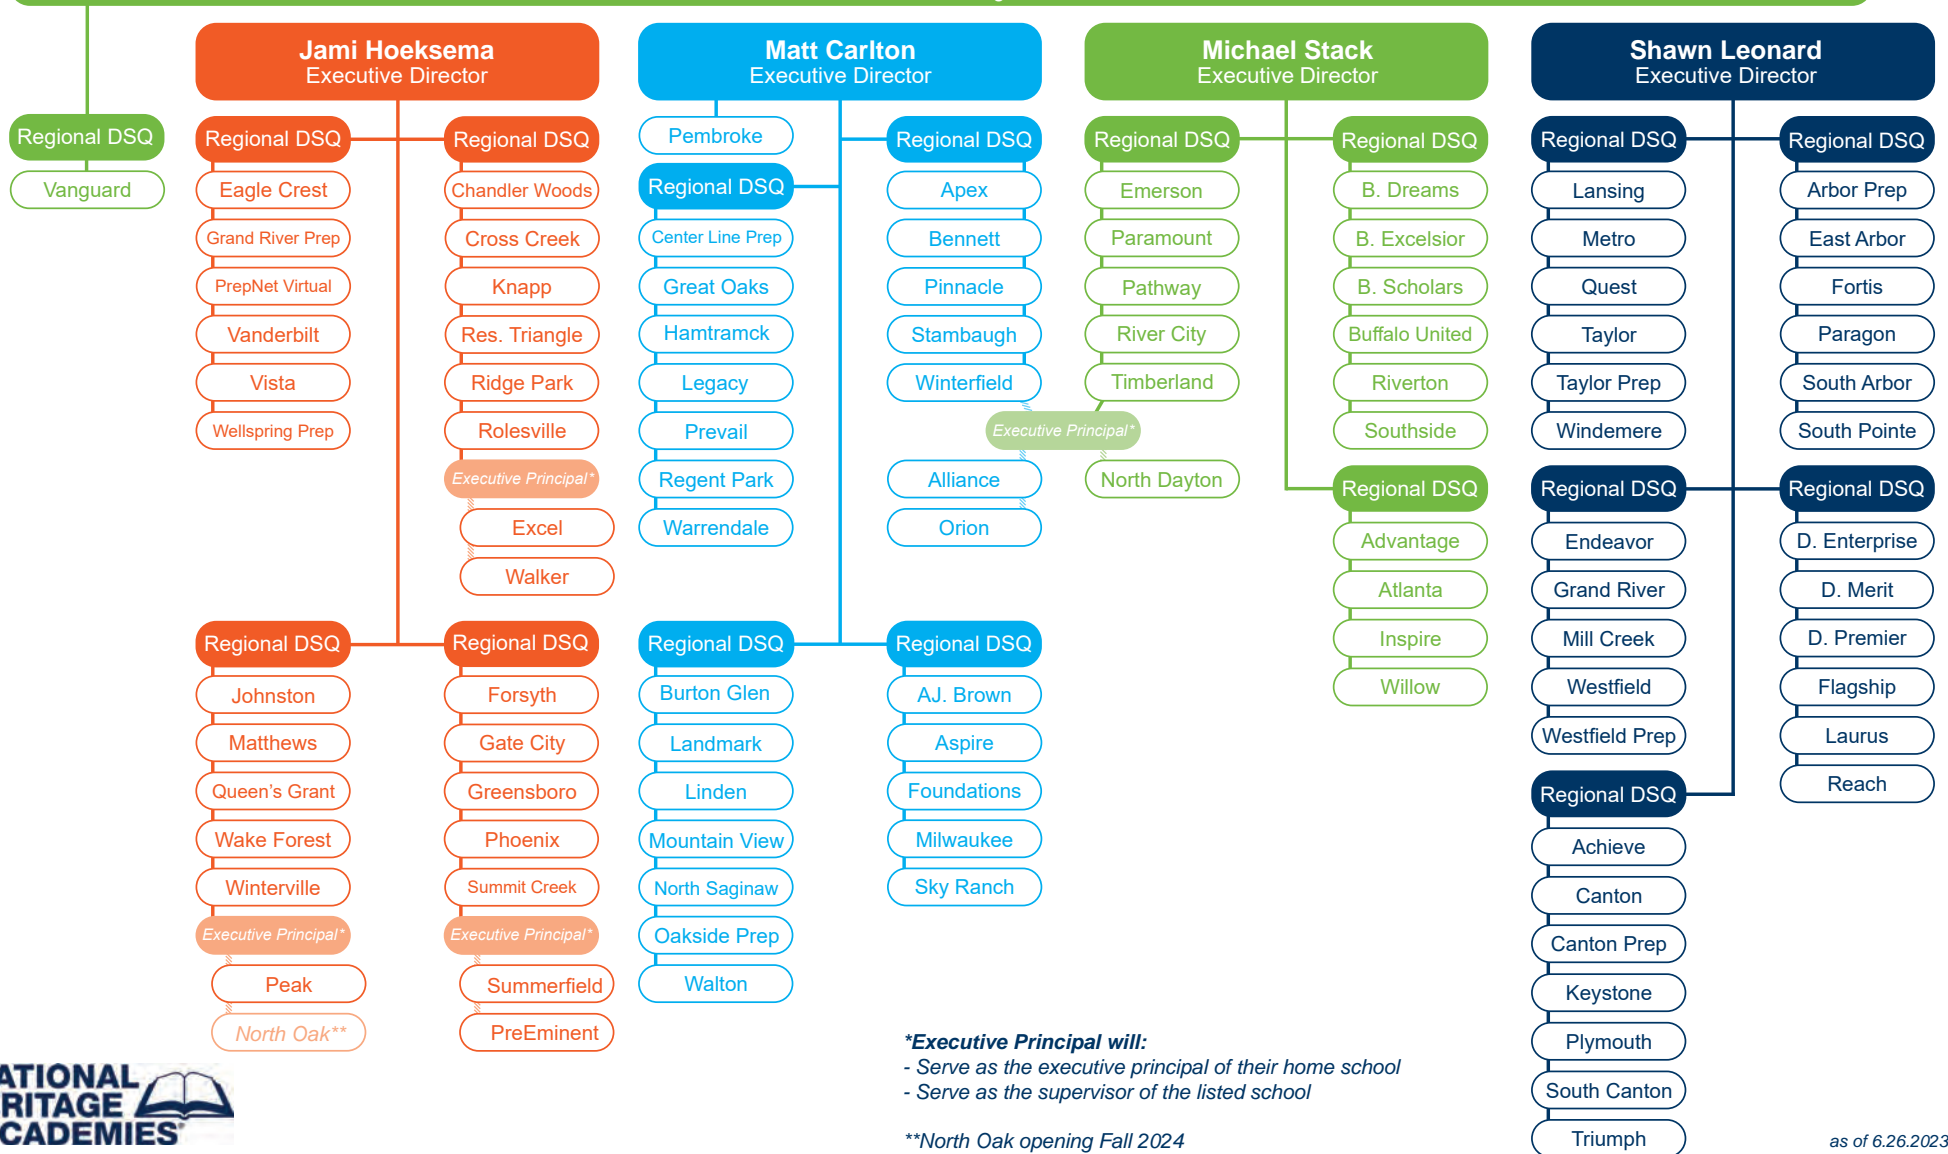 Regional DSQ
Vanguard
Jami Hoeksema
Executive Director
Regional DSQ
Eagle Crest
Grand River Prep
PrepNet Virtual
Vanderbilt
Vista
Wellspring Prep
Regional DSQ
Chandler Woods
Cross Creek
Knapp
Res. Triangle
Ridge Park
Rolesville
Executive Principal*
Excel
Walker
Regional DSQ
Johnston
Matthews
Queen's Grant
Wake Forest
Winterville
Executive Principal*
Peak
North Oak**
Regional DSQ
Forsyth
Gate City
Greensboro
Phoenix
Summit Creek
Executive Principal*
Summerfield
PreEminent
Matt Carlton
Executive Director
Pembroke
Regional DSQ
Center Line Prep
Great Oaks
Hamtramck
Legacy
Prevail
Regent Park
Warrendale
Regional DSQ
Apex
Bennett
Pinnacle
Stambaugh
Winterfield
Executive Principal*
Alliance
Orion
Regional DSQ
Burton Glen
Landmark
Linden
Mountain View
North Saginaw
Oakside Prep
Walton
Regional DSQ
AJ. Brown
Aspire
Foundations
Milwaukee
Sky Ranch
Michael Stack
Executive Director
Regional DSQ
Emerson
Paramount
Pathway
River City
Timberland
North Dayton
Regional DSQ
B. Dreams
B. Excelsior
B. Scholars
Buffalo United
Riverton
Southside
Regional DSQ
Advantage
Atlanta
Inspire
Willow
Shawn Leonard
Executive Director
Regional DSQ
Lansing
Metro
Quest
Taylor
Taylor Prep
Windemere
Regional DSQ
Arbor Prep
East Arbor
Fortis
Paragon
South Arbor
South Pointe
Regional DSQ
Endeavor
Grand River
Mill Creek
Westfield
Westfield Prep
Regional DSQ
D. Enterprise
D. Merit
D. Premier
Flagship
Laurus
Reach
Regional DSQ
Achieve
Canton
Canton Prep
Keystone
Plymouth
South Canton
Triumph
*Executive Principal will:
- Serve as the executive principal of their home school
- Serve as the supervisor of the listed school
**North Oak opening Fall 2024
ATIONAL
RITAGE
CADEMIES
as of 6.26.2023